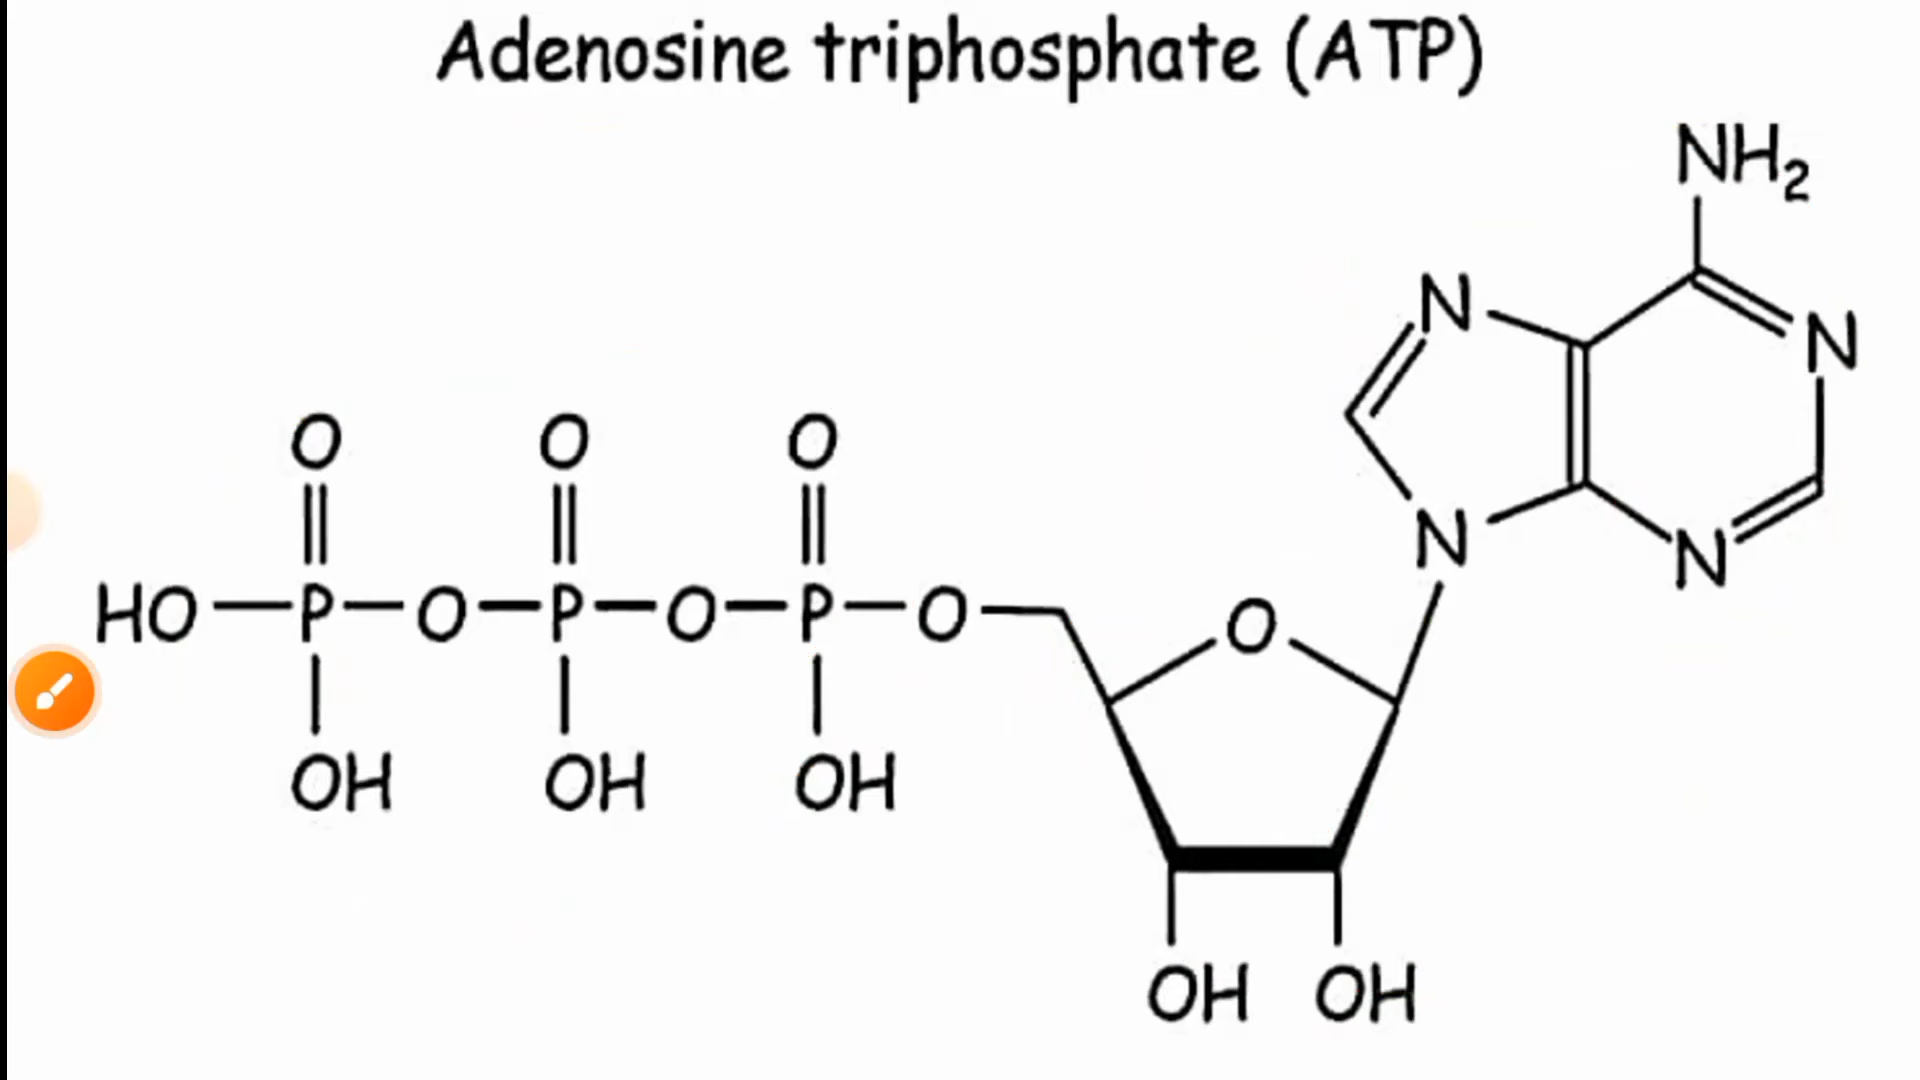 Adenosine triphosphate (ATP)
NH₂
N
N
O O O
N
N
HO P O P O P O O
OH OH OH
OH OH